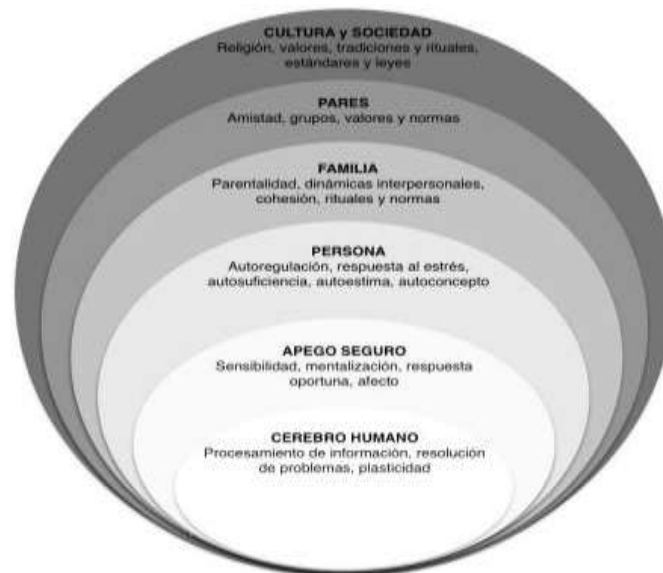 CULTURA y SOCIEDAD
Religión, valores, tradiciones y rituales,
estándares y leyes
PARES
Amistad, grupos, valores y normas
FAMILIA
Parentalidad, dinámicas interpersonales,
cohesión, rituales y normas
PERSONA
Autoregulación, respuesta al estrés,
autosuficiencia, autoestima, autoconcepto
APEGO SEGURO
Sensibilidad, mentalización, respuesta
oportuna, afecto
CEREBRO HUMANO
Procesamiento de información, resolución
de problemas, plasticidad